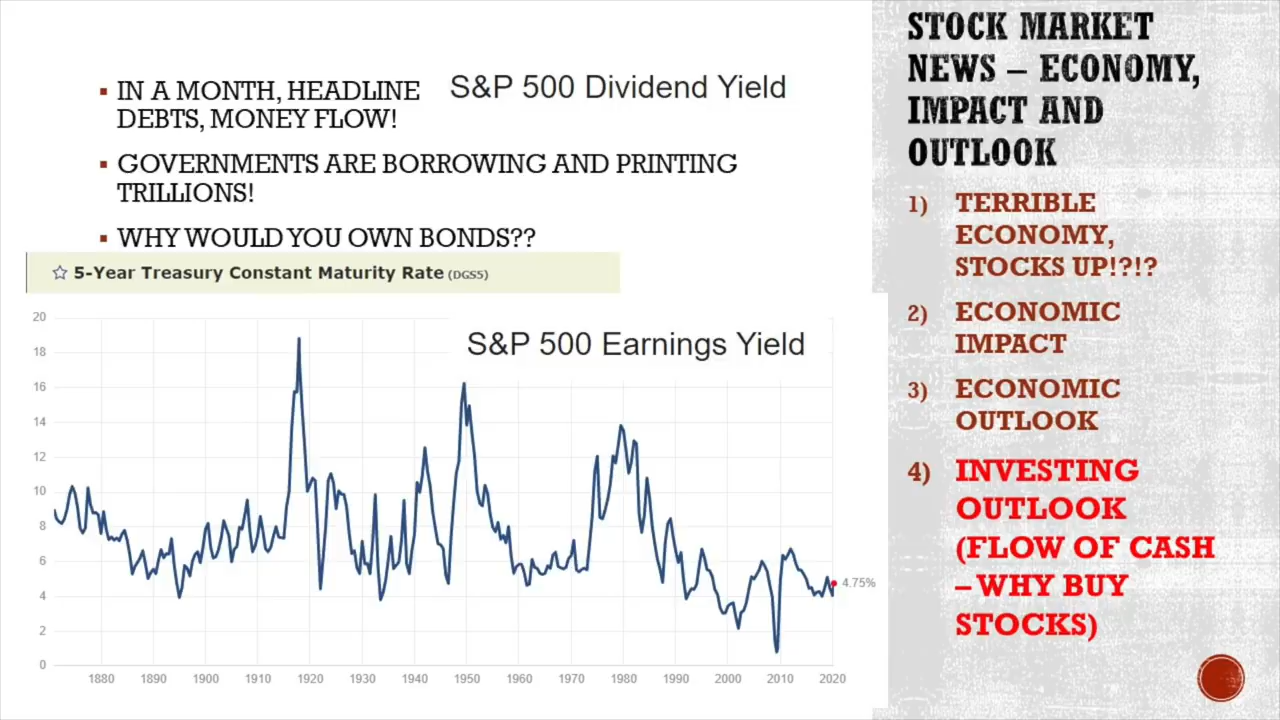 IN A MONTH, HEADLINE
DEBTS, MONEY FLOW!
S&P 500 Dividend Yield
GOVERNMENTS ARE BORROWING AND PRINTING
TRILLIONS!
WHY WOULD YOU OWN BONDS??
5-Year Treasury Constant Maturity Rate (DGS5)
S&P 500 Earnings Yield
20
18
16
14
12
10
8
6
4
2
0
4.75%
1880 1890 1900 1910 1920 1930 1940 1950 1960 1970 1980 1990 2000 2010 2020
STOCK MARKET
NEWS – ECONOMY,
IMPACT AND
OUTLOOK
1) TERRIBLE
ECONOMY,
STOCKS UP!?!?
2) ECONOMIC
IMPACT
3) ECONOMIC
OUTLOOK
4) INVESTING
OUTLOOK
(FLOW OF CASH
– WHY BUY
STOCKS)